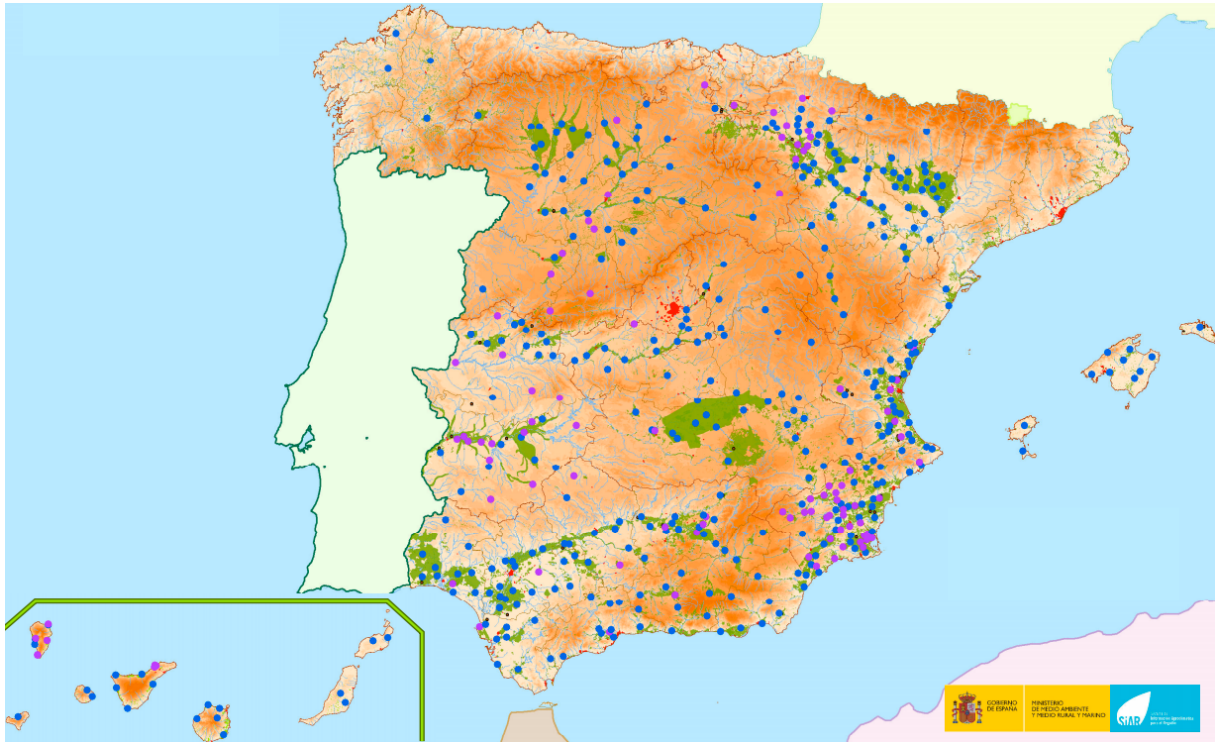 GOBIERNO
DE ESPAÑA
MINISTERIO
DE MEDIO AMBIENTE
Y MEDIO RURAL Y MARINO
SiAR